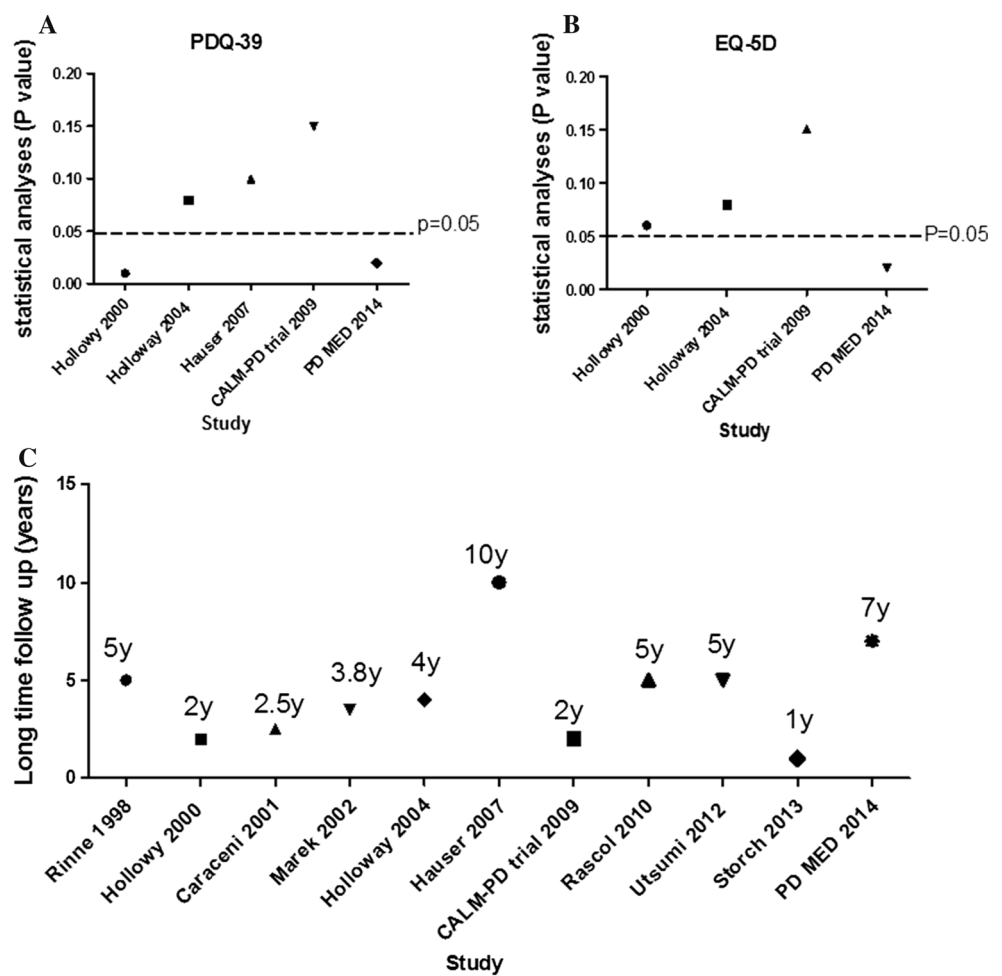 A
PDQ-39
statistical analyses (P value)
0.20
0.15
0.10
0.05
0.00
p=0.05
Hollowy 2000
Holloway 2004
Hauser 2007
CALM-PD trial 2009
PD MED 2014
Study
B
EQ-5D
statistical analyses (P value)
0.20
0.15
0.10
0.05
0.00
P=0.05
Hollowy 2000
Holloway 2004
CALM-PD trial 2009
PD MED 2014
Study
C
Long time follow up (years)
15
10
5
0
5y
2y
2.5y
3.8y
4y
10y
2y
5y
5y
1y
7y
Rinne 1998
Hollowy 2000
Caraceni 2001
Marek 2002
Holloway 2004
Hauser 2007
CALM-PD trial 2009
Rascol 2010
Utsumi 2012
Storch 2013
PD MED 2014
Study